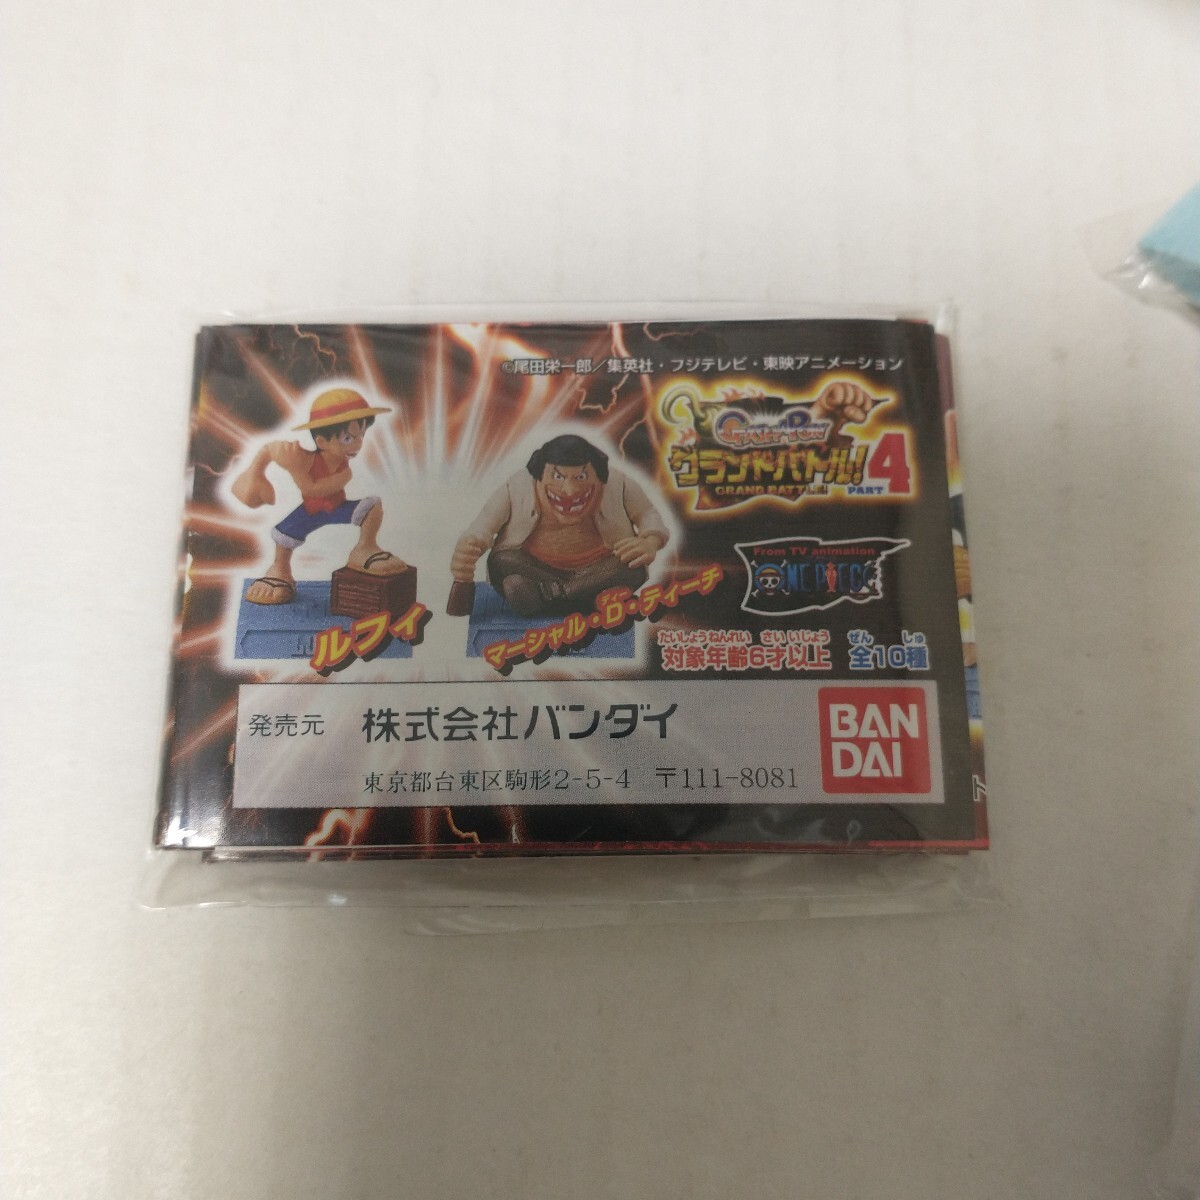 ©尾田栄一郎／集英社・フジテレビ・東映アニメーション
グランドバトル!4
GRAND BATTLE! PART
From TV animation
ONE PIECE
ルフィ
ディー
マーシャル・D・ティーチ
たいしょうねんれい さい いじょう ぜん しゅ
対象年齢6才以上 全10種
発売元 株式会社バンダイ
東京都台東区駒形2-5-4 〒111-8081
BAN
DAI